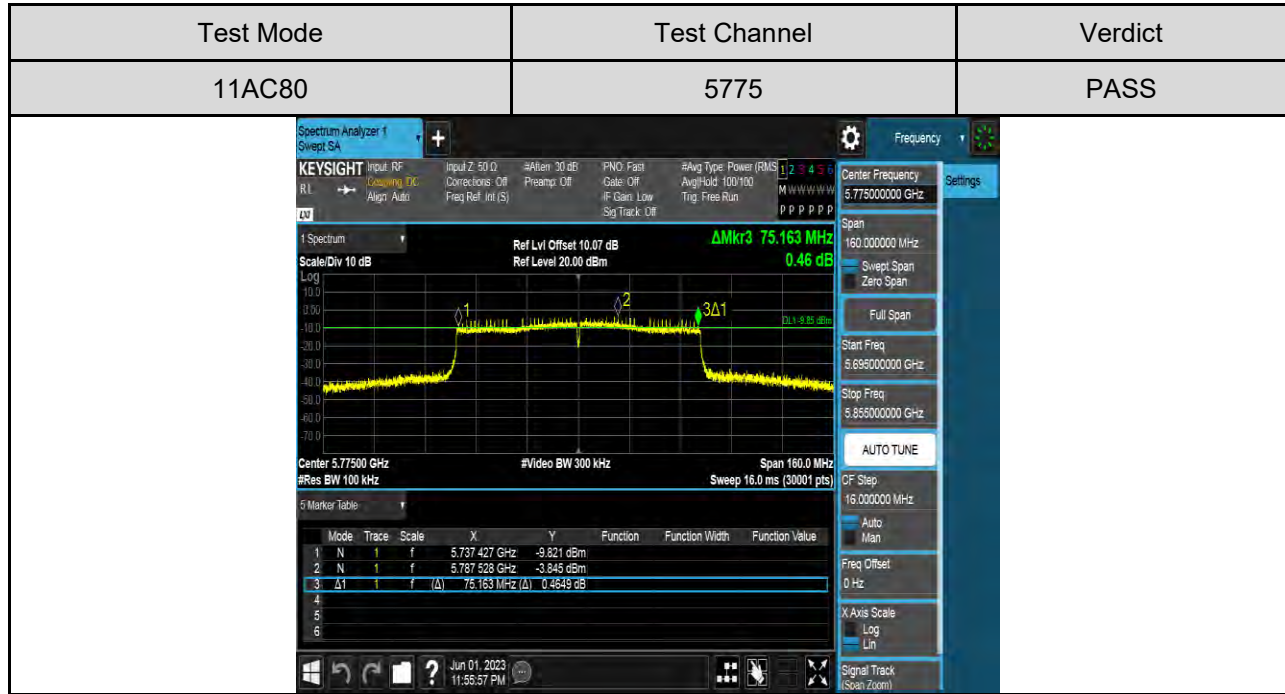 Test Mode Test Channel Verdict
11AC80 5775 PASS
Spectrum Analyzer 1
Swept SA
+
Frequency
KEYSIGHT
RL
LXI
Input: RF
Coupling: DC
Align: Auto
Input Z: 50 Ω
Corrections: Off
Freq Ref: Int (S)
#Atten: 30 dB
Preamp: Off
PNO: Fast
Gate: Off
IF Gain: Low
Sig Track: Off
#Avg Type: Power (RMS
Avg|Hold: 100/100
Trig: Free Run
1 2 3 4 5 6
M W W W W W
P P P P P P
1 Spectrum
Scale/Div 10 dB
Ref Lvl Offset 10.07 dB
Ref Level 20.00 dBm
ΔMkr3 75.163 MHz
0.46 dB
Log
10.0
0.00
-10.0
-20.0
-30.0
-40.0
-50.0
-60.0
-70.0
1
2
3Δ1
DL1 -9.85 dBm
Center 5.77500 GHz
#Res BW 100 kHz
#Video BW 300 kHz
Span 160.0 MHz
Sweep 16.0 ms (30001 pts)
5 Marker Table
Mode Trace Scale X Y Function Function Width Function Value
1 N 1 f 5.737 427 GHz -9.821 dBm
2 N 1 f 5.787 528 GHz -3.845 dBm
3 Δ1 1 f (Δ) 75.163 MHz (Δ) 0.4649 dB
4
5
6
Center Frequency
5.775000000 GHz
Settings
Span
160.000000 MHz
Swept Span
Zero Span
Full Span
Start Freq
5.695000000 GHz
Stop Freq
5.855000000 GHz
AUTO TUNE
CF Step
16.000000 MHz
Auto
Man
Freq Offset
0 Hz
X Axis Scale
Log
Lin
Signal Track
(Span Zoom)
?
Jun 01, 2023
11:55:57 PM